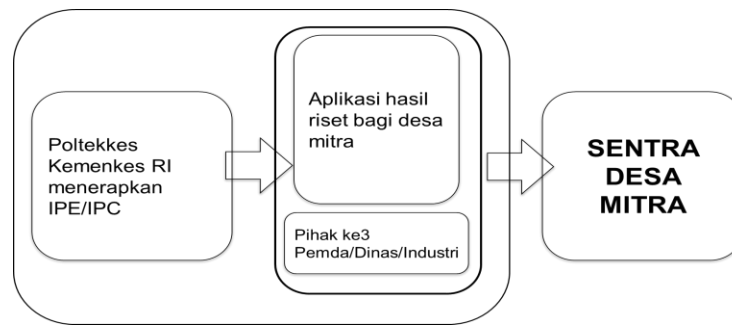 Poltekkes
Kemenkes RI
menerapkan
IPE/IPC
Aplikasi hasil
riset bagi desa
mitra
Pihak ke3
Pemda/Dinas/Industri
SENTRA
DESA
MITRA